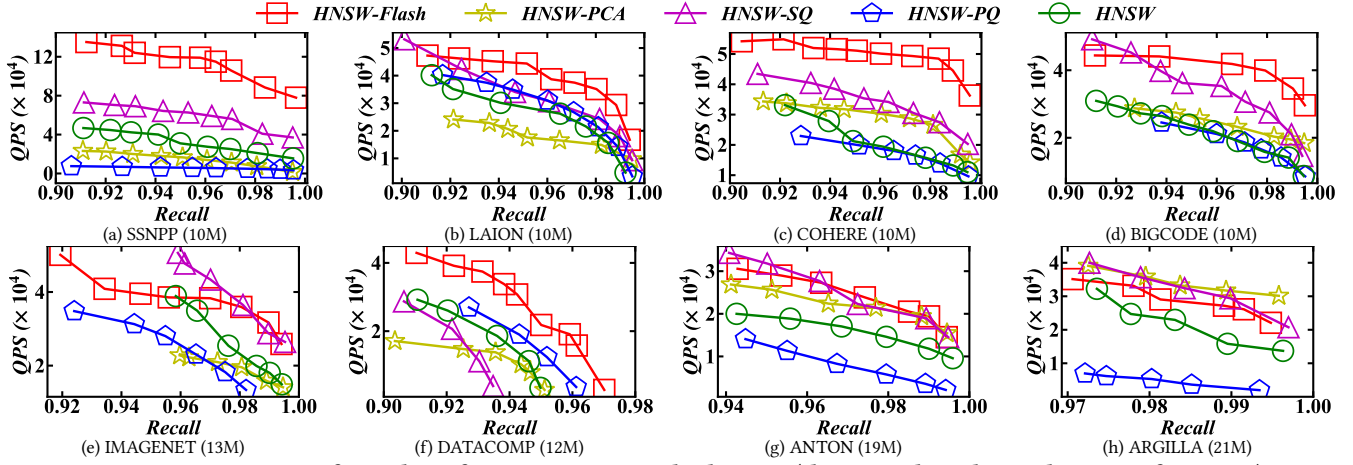 HNSW-Flash HNSW-PCA HNSW-SQ HNSW-PQ HNSW
QPS (× 10⁴)
12
8
4
0
0.90 0.92 0.94 0.96 0.98 1.00
Recall
(a) SSNPP (10M)
QPS (× 10⁴)
5
4
3
2
1
0.90 0.92 0.94 0.96 0.98 1.00
Recall
(b) LAION (10M)
QPS (× 10⁴)
5
4
3
2
1
0.90 0.92 0.94 0.96 0.98 1.00
Recall
(c) COHERE (10M)
QPS (× 10⁴)
4
2
0.90 0.92 0.94 0.96 0.98 1.00
Recall
(d) BIGCODE (10M)
QPS (× 10⁴)
4
2
0.92 0.94 0.96 0.98 1.00
Recall
(e) IMAGENET (13M)
QPS (× 10⁴)
4
2
0.90 0.92 0.94 0.96 0.98
Recall
(f) DATACOMP (12M)
QPS (× 10⁴)
3
2
1
0.94 0.96 0.98 1.00
Recall
(g) ANTON (19M)
QPS (× 10⁴)
4
2
0.97 0.98 0.99 1.00
Recall
(h) ARGILLA (21M)